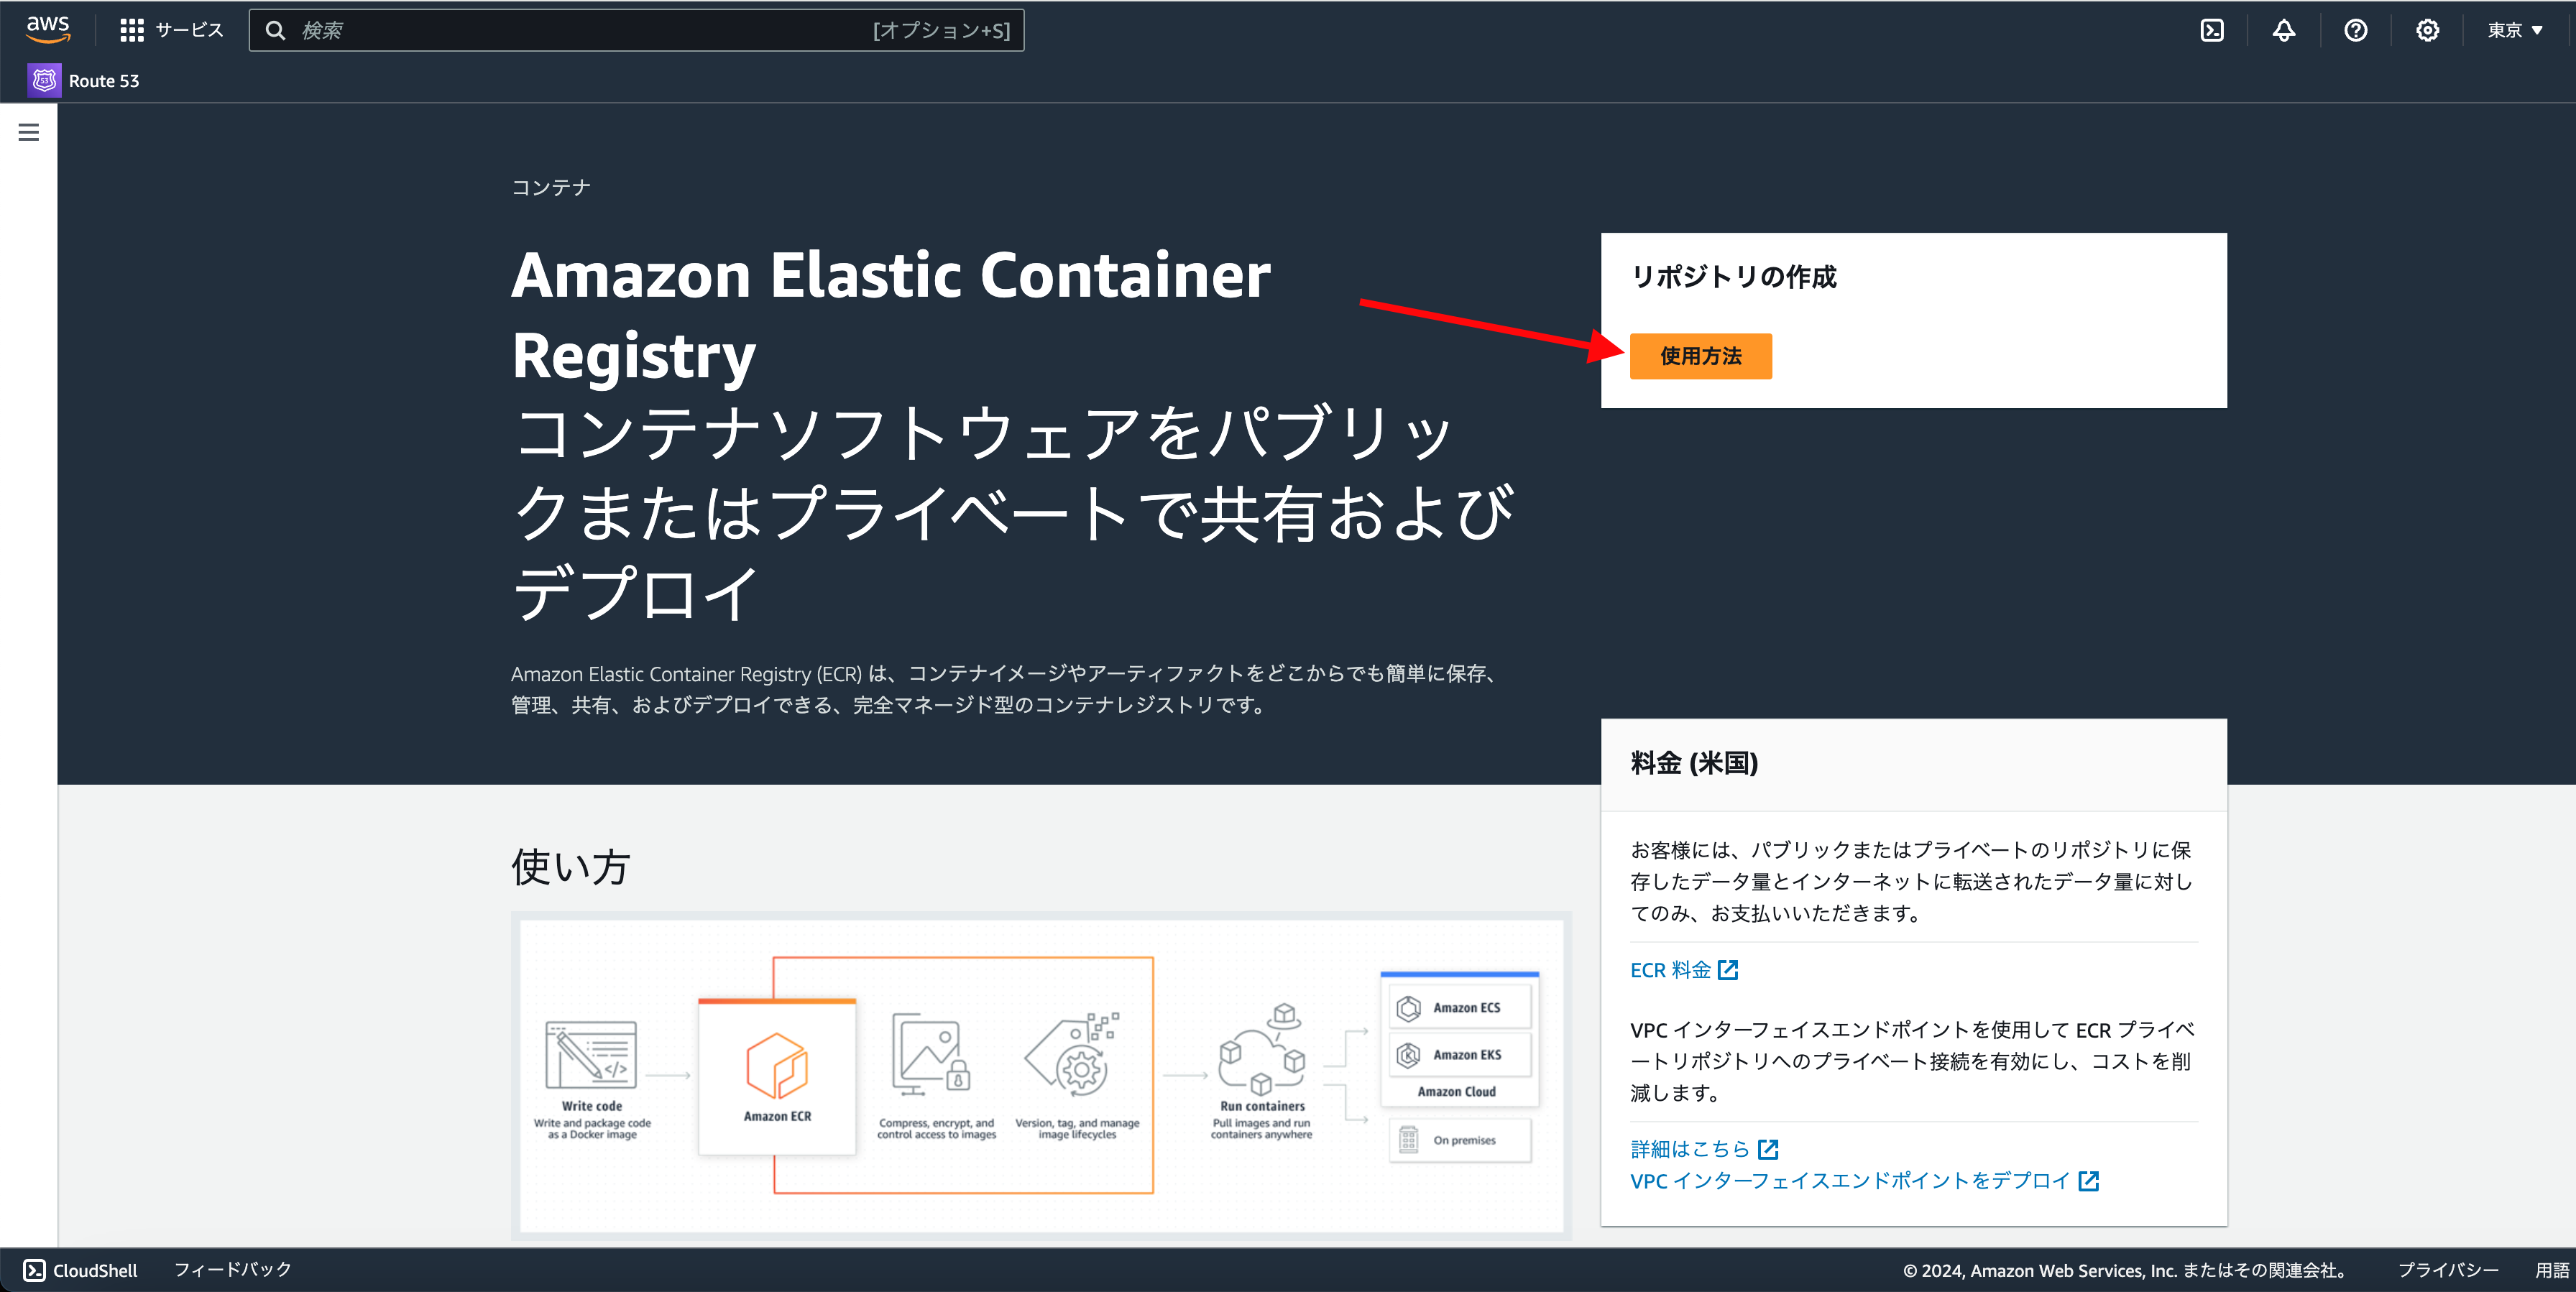 aws
サービス
検索
[オプション+S]
東京 ▼
53
Route 53
コンテナ
Amazon Elastic Container
Registry
コンテナソフトウェアをパブリッ
クまたはプライベートで共有および
デプロイ
Amazon Elastic Container Registry (ECR) は、コンテナイメージやアーティファクトをどこからでも簡単に保存、
管理、共有、およびデプロイできる、完全マネージド型のコンテナレジストリです。
リポジトリの作成
使用方法
料金 (米国)
お客様には、パブリックまたはプライベートのリポジトリに保
存したデータ量とインターネットに転送されたデータ量に対し
てのみ、お支払いいただきます。
ECR 料金
VPC インターフェイスエンドポイントを使用して ECR プライベ
ートリポジトリへのプライベート接続を有効にし、コストを削
減します。
詳細はこちら
VPC インターフェイスエンドポイントをデプロイ
使い方
Write code
Write and package code
as a Docker image
Amazon ECR
Compress, encrypt, and
control access to images
Version, tag, and manage
image lifecycles
Run containers
Pull images and run
containers anywhere
Amazon ECS
Amazon EKS
Amazon Cloud
On premises
CloudShell
フィードバック
© 2024, Amazon Web Services, Inc. またはその関連会社。
プライバシー
用語